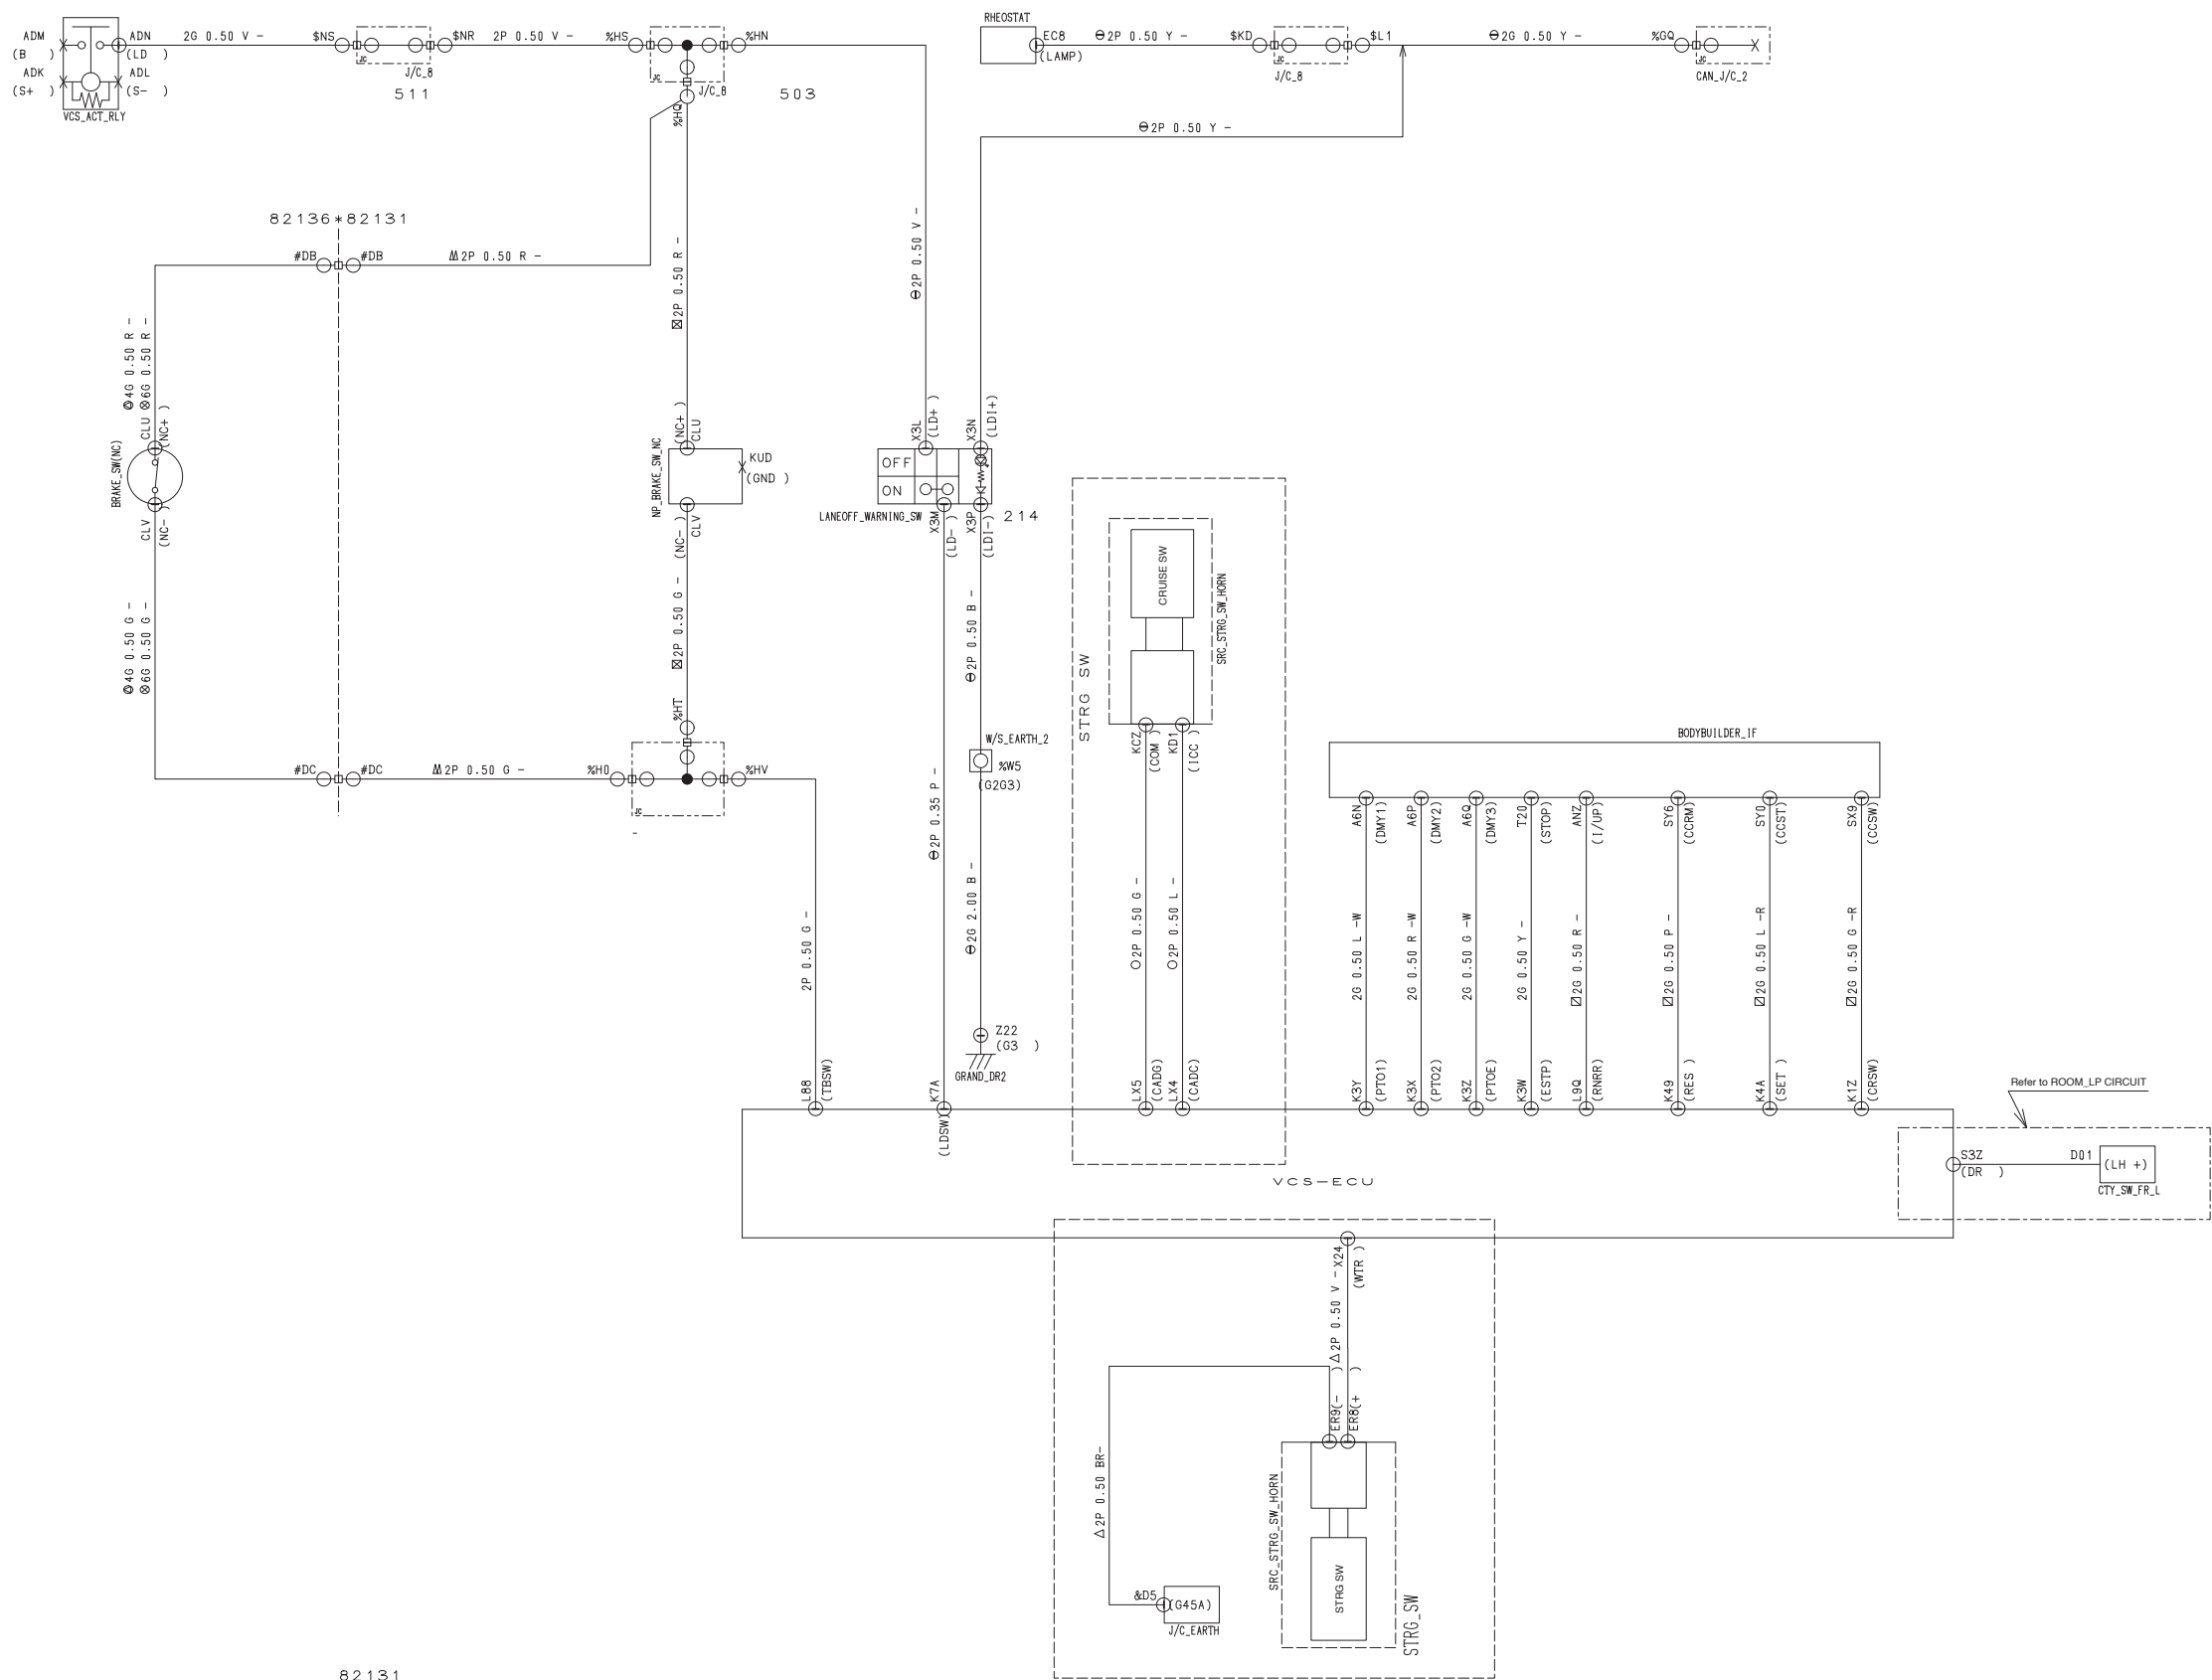 RHEOSTAT
ADM
(B )
ADN
(LD )
2G 0.50 V -
$NS
$NR
2P 0.50 V -
%HS
%HN
EC8
(LAMP)
⊖2P 0.50 Y -
$KD
$L1
⊖2G 0.50 Y -
%GQ
ADK
(S+ )
ADL
(S- )
JC
J/C_8
JC
J/C_8
JC
J/C_8
JC
CAN_J/C_2
511
503
VCS_ACT_RLY
%HQ
⊖2P 0.50 Y -
82136*82131
#DB
#DB
2P 0.50 R -
2P 0.50 R -
⊖2P 0.50 V -
4G 0.50 R -
⊗6G 0.50 R -
CLU
(NC+ )
BRAKE_SW(NC)
CLV
(NC- )
(NC+ )
CLU
NP_BRAKE_SW_NC
KUD
(GND )
(NC- )
CLV
X3L
(LD+ )
X3N
(LDI+)
OFF
ON
LANEOFF_WARNING_SW
X3M
(LD- )
X3P
(LDI-)
214
4G 0.50 G -
⊗6G 0.50 G -
2P 0.50 G -
⊖2P 0.50 B -
STRG SW
CRUISE SW
SRC_STRG_SW_HORN
KCZ
(COM )
KD1
(ICC )
%HT
#DC
#DC
2P 0.50 G -
%H0
%HV
JC
-
W/S_EARTH_2
%W5
(G2G3)
BODYBUILDER_IF
A6N
(DMY1)
A6P
(DMY2)
A6Q
(DMY3)
T20
(STOP)
ANZ
(I/UP)
SY6
(CCRM)
SY0
(CCST)
SX9
(CCSW)
2P 0.50 G -
⊖2P 0.35 P -
⊖2G 2.00 B -
○2P 0.50 G -
○2P 0.50 L -
2G 0.50 L -W
2G 0.50 R -W
2G 0.50 G -W
2G 0.50 Y -
2G 0.50 R -
2G 0.50 P -
2G 0.50 L -R
2G 0.50 G -R
Z22
(G3 )
GRAND_DR2
L88
(TBSW)
K7A
(LDSW)
LX5
(CADG)
LX4
(CADC)
K3Y
(PTO1)
K3X
(PTO2)
K3Z
(PTOE)
K3W
(ESTP)
L9Q
(RNRR)
K49
(RES )
K4A
(SET )
K1Z
(CRSW)
Refer to ROOM_LP CIRCUIT
VCS-ECU
S3Z
(DR )
D01
(LH +)
CTY_SW_FR_L
X24
(WTR )
△2P 0.50 V -
ER9(- )
ER8(+ )
△2P 0.50 BR-
SRC_STRG_SW_HORN
STRG SW
STRG_SW
&D5
(G45A)
J/C_EARTH
82131